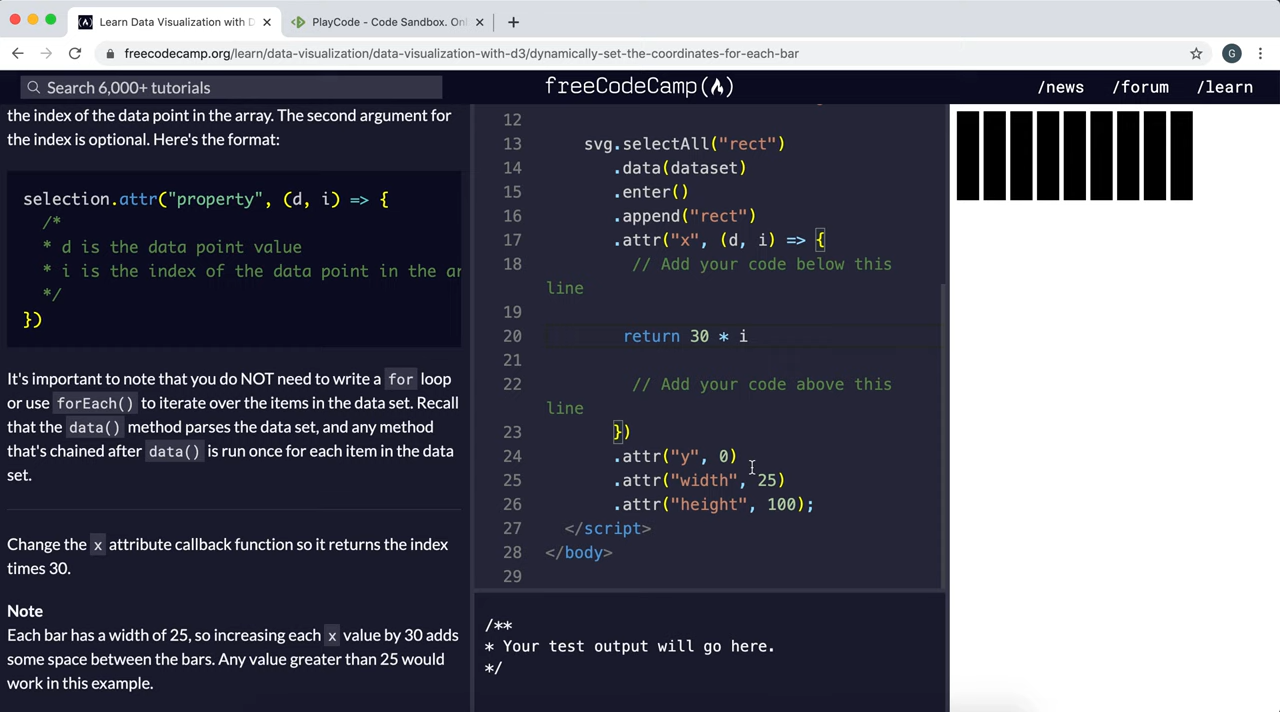 Learn Data Visualization with D
PlayCode - Code Sandbox. Onl
freecodecamp.org/learn/data-visualization/data-visualization-with-d3/dynamically-set-the-coordinates-for-each-bar
G
Search 6,000+ tutorials
freeCodeCamp
/news
/forum
/learn
the index of the data point in the array. The second argument for
the index is optional. Here's the format:
selection.attr("property", (d, i) => {
/*
* d is the data point value
* i is the index of the data point in the ar
*/
})
It's important to note that you do NOT need to write a for loop
or use forEach() to iterate over the items in the data set. Recall
that the data() method parses the data set, and any method
that's chained after data() is run once for each item in the data
set.
Change the x attribute callback function so it returns the index
times 30.
Note
Each bar has a width of 25, so increasing each x value by 30 adds
some space between the bars. Any value greater than 25 would
work in this example.
12
13 svg.selectAll("rect")
14 .data(dataset)
15 .enter()
16 .append("rect")
17 .attr("x", (d, i) => {
18 // Add your code below this
line
19
20 return 30 * i
21
22 // Add your code above this
line
23 })
24 .attr("y", 0)
25 .attr("width", 25)
26 .attr("height", 100);
27 </script>
28 </body>
29
/**
* Your test output will go here.
*/